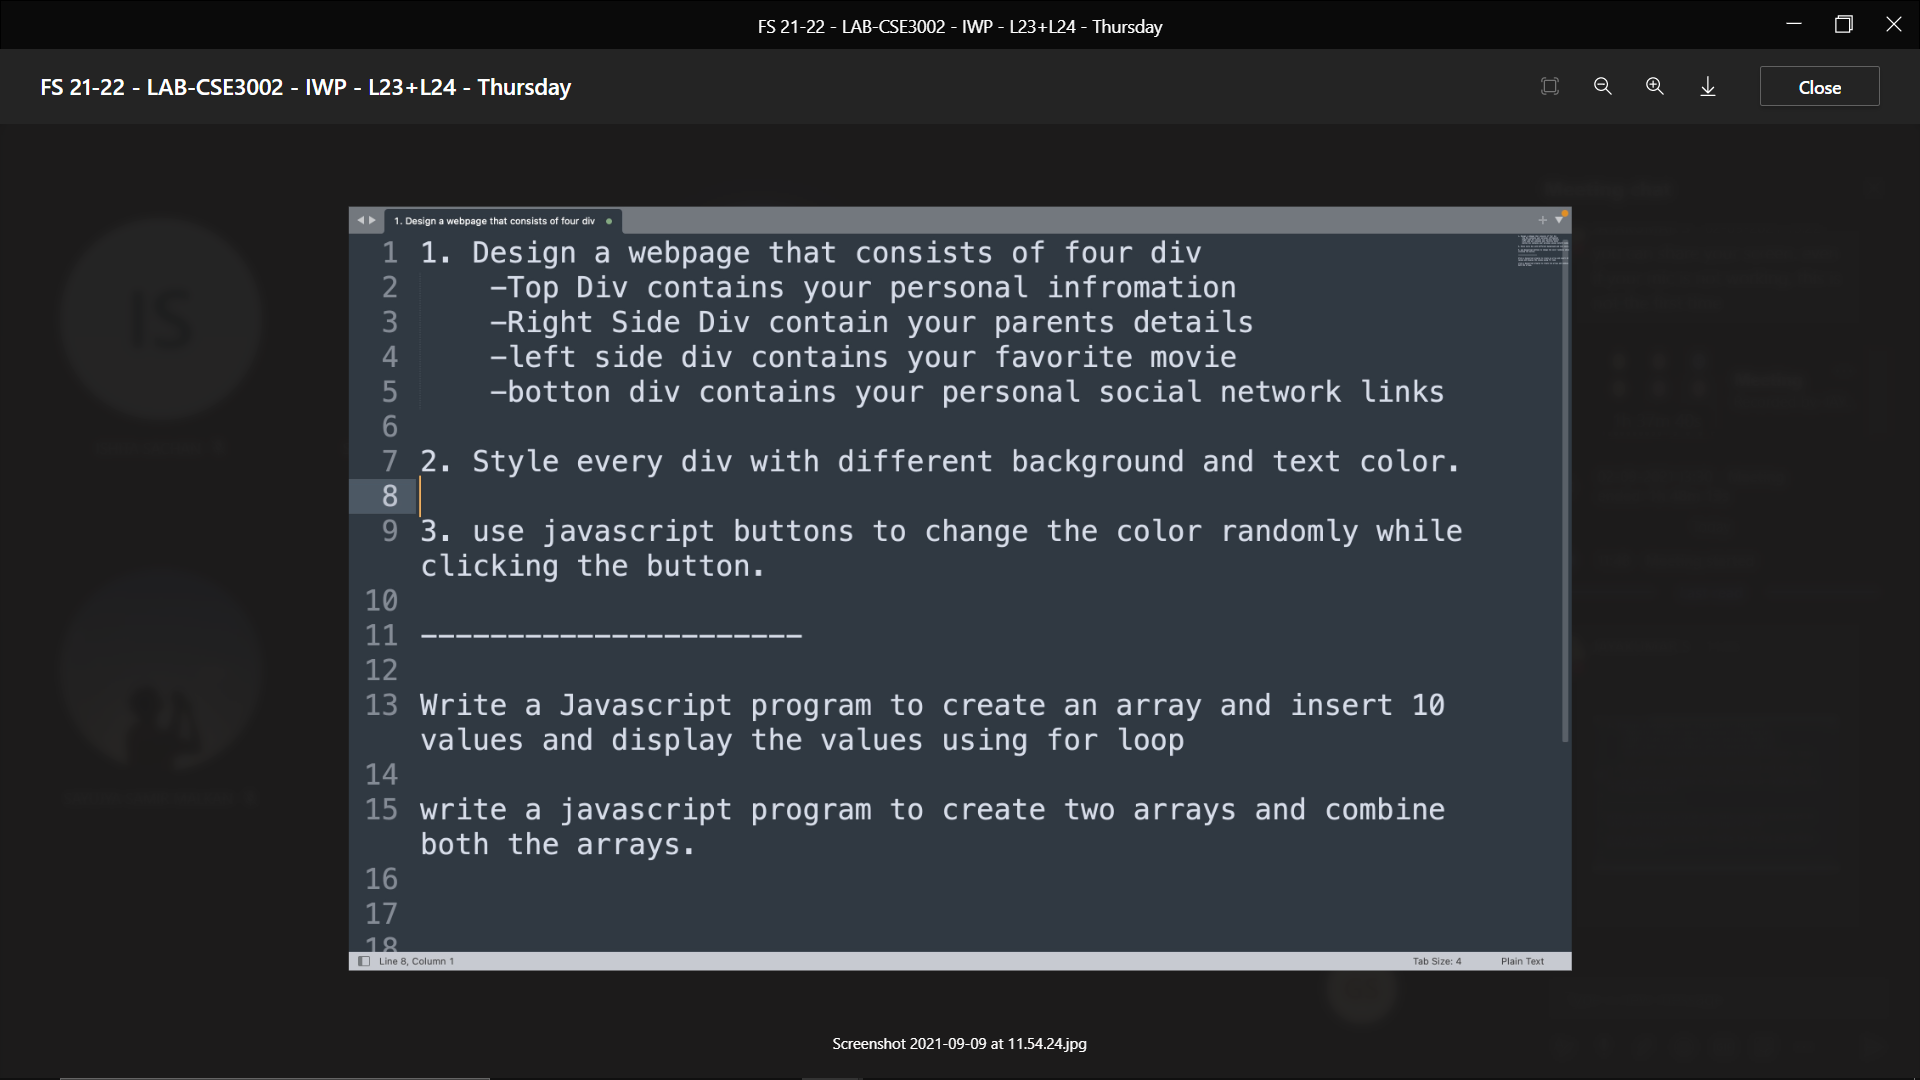 FS 21-22 - LAB-CSE3002 - IWP - L23+L24 - Thursday
FS 21-22 - LAB-CSE3002 - IWP - L23+L24 - Thursday
Close
1. Design a webpage that consists of four div
1 1. Design a webpage that consists of four div
2 -Top Div contains your personal infromation
3 -Right Side Div contain your parents details
4 -left side div contains your favorite movie
5 -botton div contains your personal social network links
6
7 2. Style every div with different background and text color.
8
9 3. use javascript buttons to change the color randomly while
clicking the button.
10
11 ----------------------
12
13 Write a Javascript program to create an array and insert 10
values and display the values using for loop
14
15 write a javascript program to create two arrays and combine
both the arrays.
16
17
18
Line 8, Column 1
Tab Size: 4
Plain Text
IS
Screenshot 2021-09-09 at 11.54.24.jpg